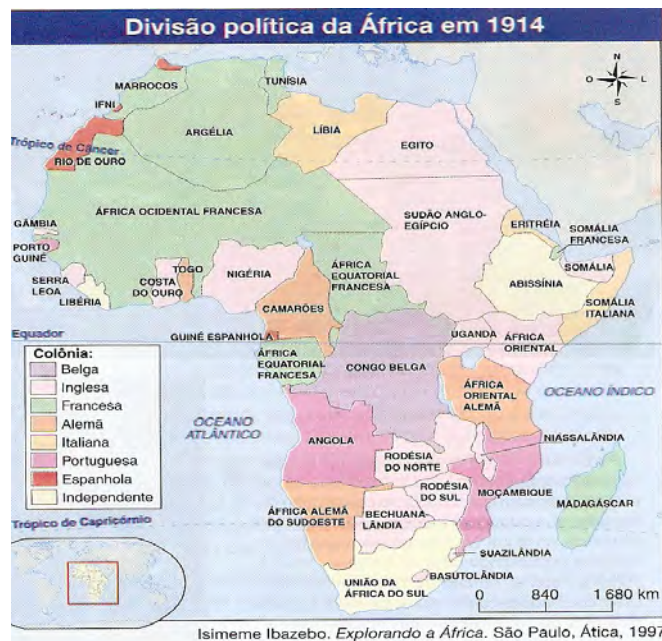 Divisão política da África em 1914
N
O
L
S
MARROCOS
TUNÍSIA
IFNI
ARGÉLIA
LÍBIA
EGITO
Trópico de Câncer
RIO DE OURO
ÁFRICA OCIDENTAL FRANCESA
SUDÃO ANGLO-
EGÍPCIO
ERITRÉIA
SOMÁLIA
FRANCESA
GÂMBIA
PORTO
GUINÉ
SERRA
LEOA
LIBÉRIA
COSTA
DO OURO
TOGO
NIGÉRIA
ÁFRICA
EQUATORIAL
FRANCESA
CAMARÕES
ABISSÍNIA
SOMÁLIA
SOMÁLIA
ITALIANA
Equador
GUINÉ ESPANHOLA
ÁFRICA
EQUATORIAL
FRANCESA
CONGO BELGA
UGANDA
ÁFRICA
ORIENTAL
ÁFRICA
ORIENTAL
ALEMÃ
OCEANO ÍNDICO
Colônia:
Belga
Inglesa
Francesa
Alemã
Italiana
Portuguesa
Espanhola
Independente
OCEANO
ATLÂNTICO
ANGOLA
RODÉSIA
DO NORTE
NIASSALÂNDIA
RODÉSIA
DO SUL
MOÇAMBIQUE
MADAGÁSCAR
ÁFRICA ALEMÃ
DO SUDOESTE
BECHUANA-
LÂNDIA
Trópico de Capricórnio
SUAZILÂNDIA
BASUTOLÂNDIA
UNIÃO DA
ÁFRICA DO SUL
0 840 1 680 km
Isimeme Ibazebo. Explorando a África. São Paulo, Ática, 1997